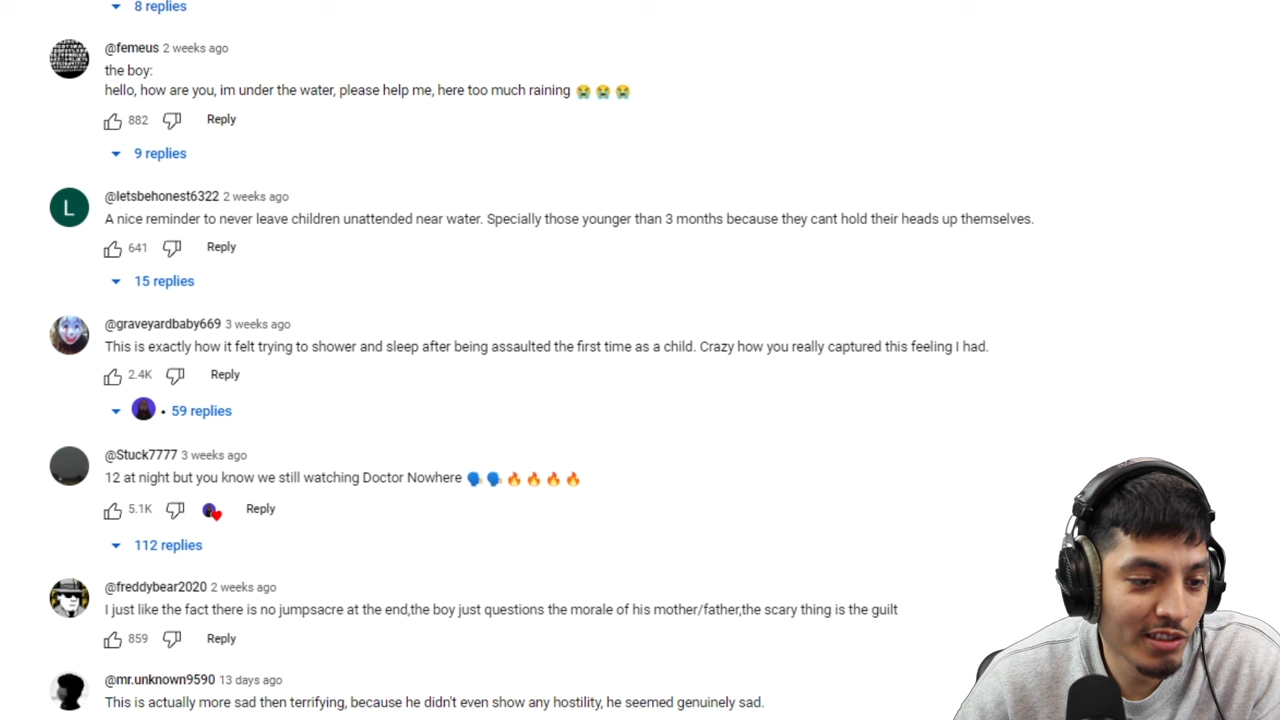 8 replies
@femeus 2 weeks ago
the boy:
hello, how are you, im under the water, please help me, here too much raining 😭 😭 😭
882 Reply
9 replies
L
@letsbehonest6322 2 weeks ago
A nice reminder to never leave children unattended near water. Specially those younger than 3 months because they cant hold their heads up themselves.
641 Reply
15 replies
@graveyardbaby669 3 weeks ago
This is exactly how it felt trying to shower and sleep after being assaulted the first time as a child. Crazy how you really captured this feeling I had.
2.4K Reply
• 59 replies
@Stuck7777 3 weeks ago
12 at night but you know we still watching Doctor Nowhere 🗣️ 🗣️ 🔥 🔥 🔥 🔥
5.1K Reply
112 replies
@freddybear2020 2 weeks ago
I just like the fact there is no jumpsacre at the end,the boy just questions the morale of his mother/father,the scary thing is the guilt
859 Reply
@mr.unknown9590 13 days ago
This is actually more sad then terrifying, because he didn't even show any hostility, he seemed genuinely sad.